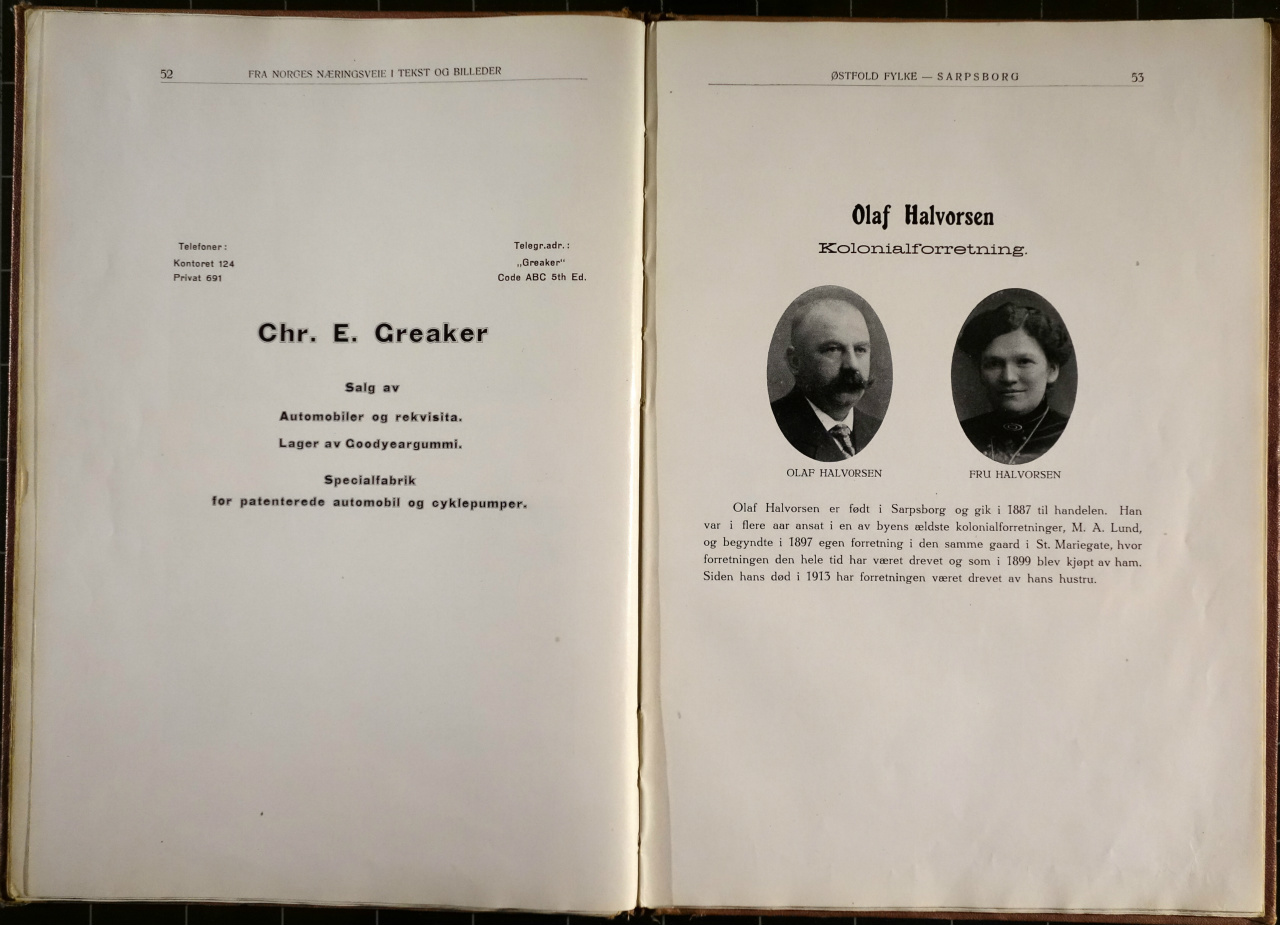 52
FRA NORGES NÆRINGSVEIE I TEKST OG BILLEDER
Telefoner:
Kontoret 124
Privat 691
Telegr.adr.:
„Greaker"
Code ABC 5th Ed.
Chr. E. Greaker
Salg av
Automobiler og rekvisita.
Lager av Goodyeargummi.
Specialfabrik
for patenterede automobil og cyklepumper.
ØSTFOLD FYLKE — SARPSBORG
53
Olaf Halvorsen
Kolonialforretning.
OLAF HALVORSEN
FRU HALVORSEN
Olaf Halvorsen er født i Sarpsborg og gik i 1887 til handelen. Han
var i flere aar ansat i en av byens ældste kolonialforretninger, M. A. Lund,
og begyndte i 1897 egen forretning i den samme gaard i St. Mariegate, hvor
forretningen den hele tid har været drevet og som i 1899 blev kjøpt av ham.
Siden hans død i 1913 har forretningen været drevet av hans hustru.